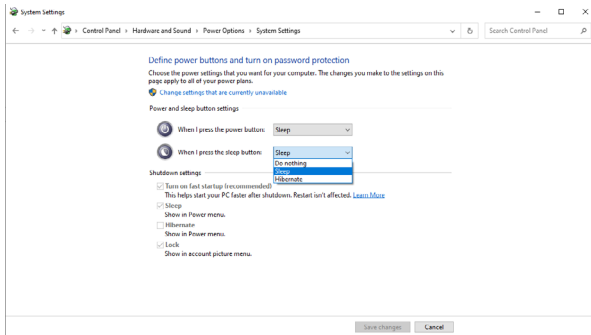 System Settings
Control Panel > Hardware and Sound > Power Options > System Settings
Search Control Panel
Define power buttons and turn on password protection
Choose the power settings that you want for your computer. The changes you make to the settings on this
page apply to all of your power plans.
Change settings that are currently unavailable
Power and sleep button settings
When I press the power button: Sleep
When I press the sleep button: Sleep
Do nothing
Sleep
Hibernate
Shutdown settings
Turn on fast startup (recommended)
This helps start your PC faster after shutdown. Restart isn't affected. Learn More
Sleep
Show in Power menu.
Hibernate
Show in Power menu.
Lock
Show in account picture menu.
Save changes Cancel